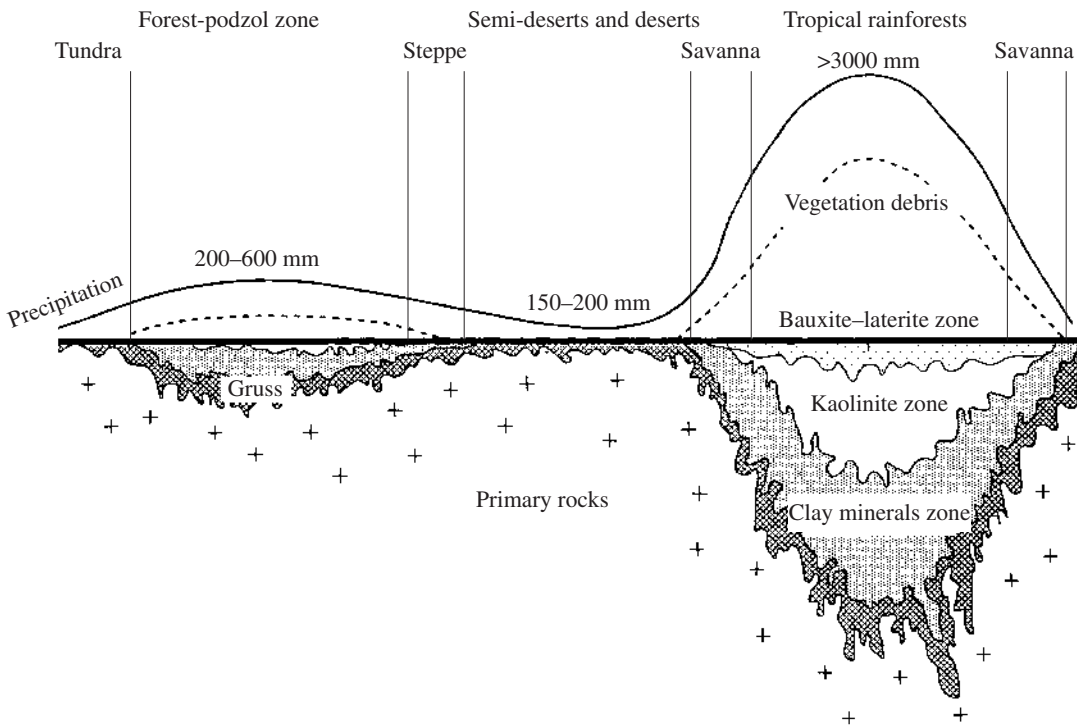 Forest-podzol zone
Semi-deserts and deserts
Tropical rainforests
Tundra
Steppe
Savanna
>3000 mm
Savanna
Vegetation debris
200–600 mm
Precipitation
150–200 mm
Bauxite–laterite zone
Gruss
Kaolinite zone
Primary rocks
Clay minerals zone